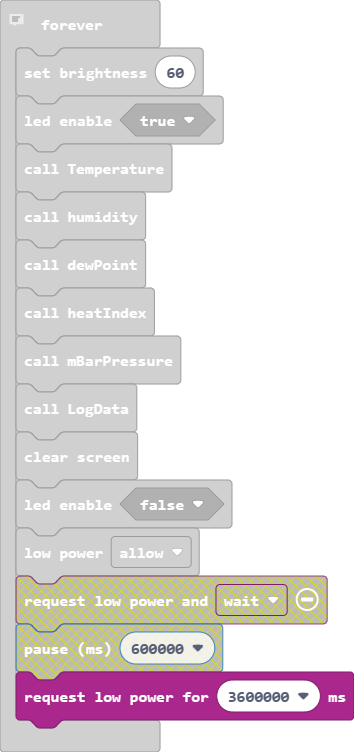 forever
set brightness 60
led enable true
call Temperature
call humidity
call dewPoint
call heatIndex
call mBarPressure
call LogData
clear screen
led enable false
low power allow
request low power and wait
pause (ms) 600000
request low power for 3600000 ms